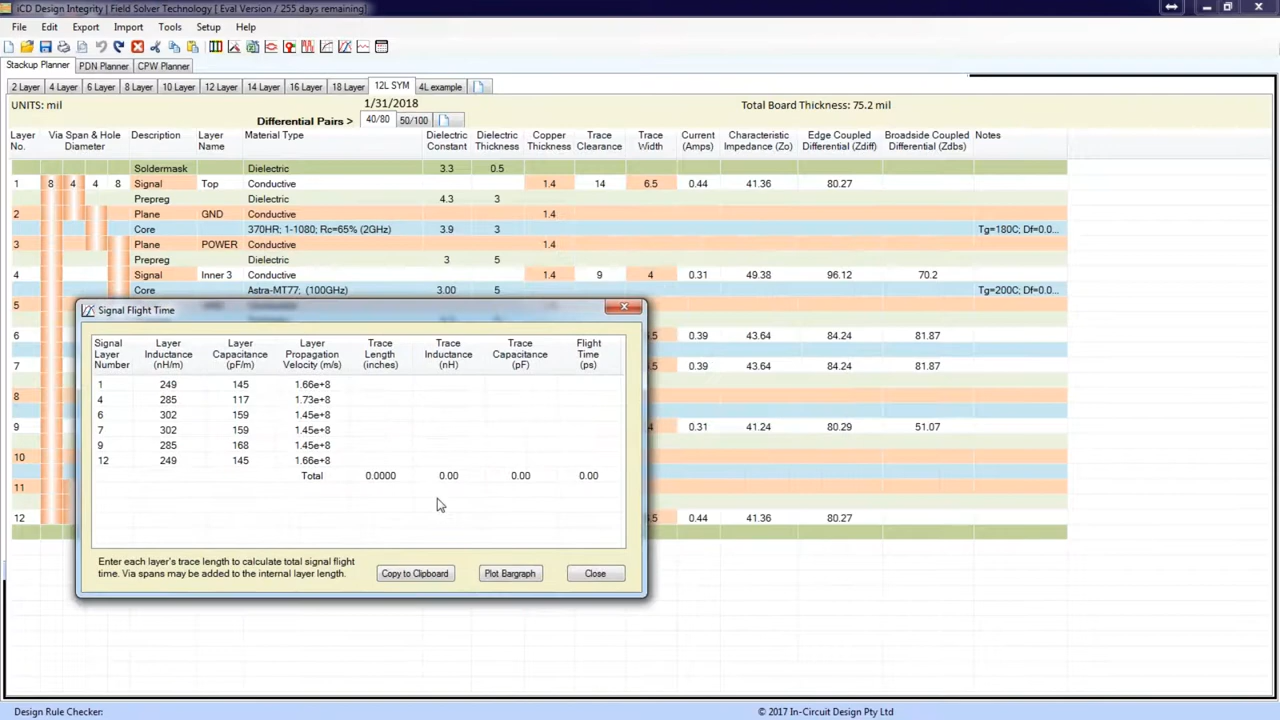 iCD Design Integrity | Field Solver Technology [ Eval Version / 255 days remaining]
File Edit Export Import Tools Setup Help
Stackup Planner PDN Planner CPW Planner
2 Layer 4 Layer 6 Layer 8 Layer 10 Layer 12 Layer 14 Layer 16 Layer 18 Layer 12L SYM 4L example
UNITS: mil 1/31/2018 Total Board Thickness: 75.2 mil
Differential Pairs > 40/80 50/100
Layer No. Via Span & Hole Diameter Description Layer Name Material Type Dielectric Constant Dielectric Thickness Copper Thickness Trace Clearance Trace Width Current (Amps) Characteristic Impedance (Zo) Edge Coupled Differential (Zdiff) Broadside Coupled Differential (Zdbs) Notes
Soldermask Dielectric 3.3 0.5
1 8 4 4 8 Signal Top Conductive 1.4 14 6.5 0.44 41.36 80.27
Prepreg Dielectric 4.3 3
2 Plane GND Conductive 1.4
Core 370HR; 1-1080; Rc=65% (2GHz) 3.9 3 Tg=180C; Df=0.0...
3 Plane POWER Conductive 1.4
Prepreg Dielectric 3 5
4 Signal Inner 3 Conductive 1.4 9 4 0.31 49.38 96.12 70.2
Core Astra-MT77; (100GHz) 3.00 5 Tg=200C; Df=0.0...
5
6 .5 0.39 43.64 84.24 81.87
7 .5 0.39 43.64 84.24 81.87
8
9 4 0.31 41.24 80.29 51.07
10
11
12 .5 0.44 41.36 80.27
Signal Flight Time
Signal Layer Number Layer Inductance (nH/m) Layer Capacitance (pF/m) Layer Propagation Velocity (m/s) Trace Length (inches) Trace Inductance (nH) Trace Capacitance (pF) Flight Time (ps)
1 249 145 1.66e+8
4 285 117 1.73e+8
6 302 159 1.45e+8
7 302 159 1.45e+8
9 285 168 1.45e+8
12 249 145 1.66e+8
Total 0.0000 0.00 0.00 0.00
Enter each layer's trace length to calculate total signal flight
time. Via spans may be added to the internal layer length.
Copy to Clipboard Plot Bargraph Close
Design Rule Checker: © 2017 In-Circuit Design Pty Ltd